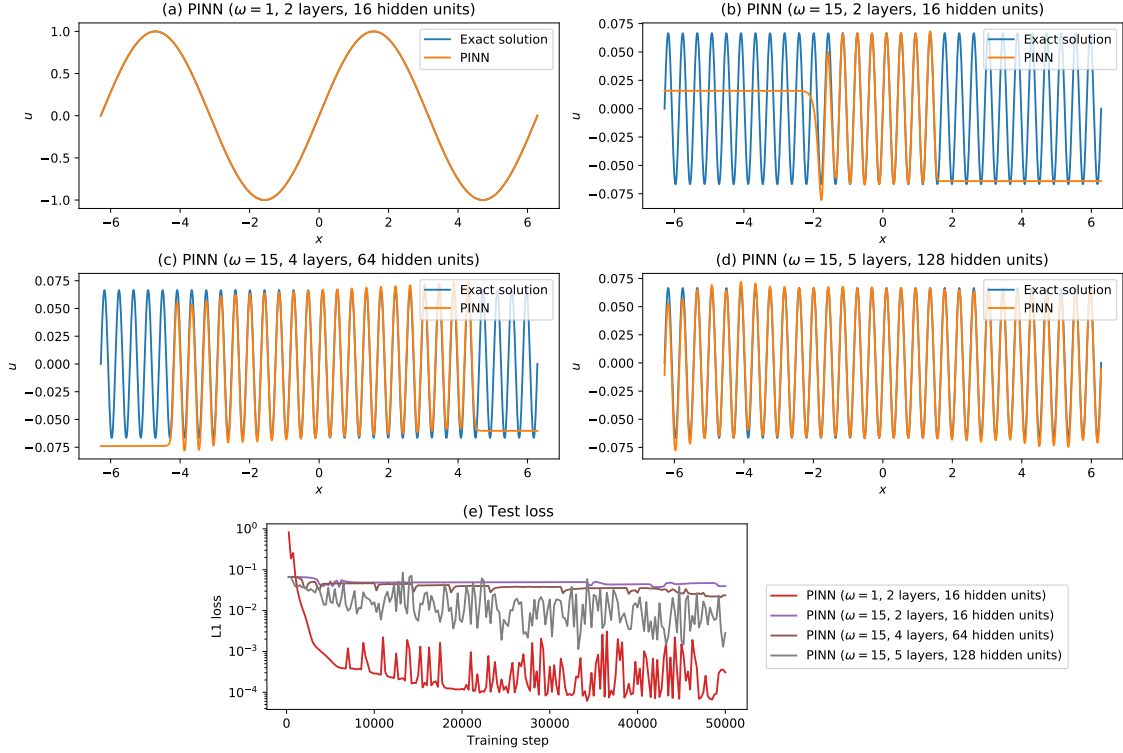 (a) PINN (ω = 1, 2 layers, 16 hidden units)
1.0
0.5
0.0
−0.5
−1.0
u
Exact solution
PINN
−6 −4 −2 0 2 4 6
x
(b) PINN (ω = 15, 2 layers, 16 hidden units)
0.075
0.050
0.025
0.000
−0.025
−0.050
−0.075
u
Exact solution
PINN
−6 −4 −2 0 2 4 6
x
(c) PINN (ω = 15, 4 layers, 64 hidden units)
0.075
0.050
0.025
0.000
−0.025
−0.050
−0.075
u
Exact solution
PINN
−6 −4 −2 0 2 4 6
x
(d) PINN (ω = 15, 5 layers, 128 hidden units)
0.075
0.050
0.025
0.000
−0.025
−0.050
−0.075
u
Exact solution
PINN
−6 −4 −2 0 2 4 6
x
(e) Test loss
10⁰
10⁻¹
10⁻²
10⁻³
10⁻⁴
L1 loss
0 10000 20000 30000 40000 50000
Training step
PINN (ω = 1, 2 layers, 16 hidden units)
PINN (ω = 15, 2 layers, 16 hidden units)
PINN (ω = 15, 4 layers, 64 hidden units)
PINN (ω = 15, 5 layers, 128 hidden units)